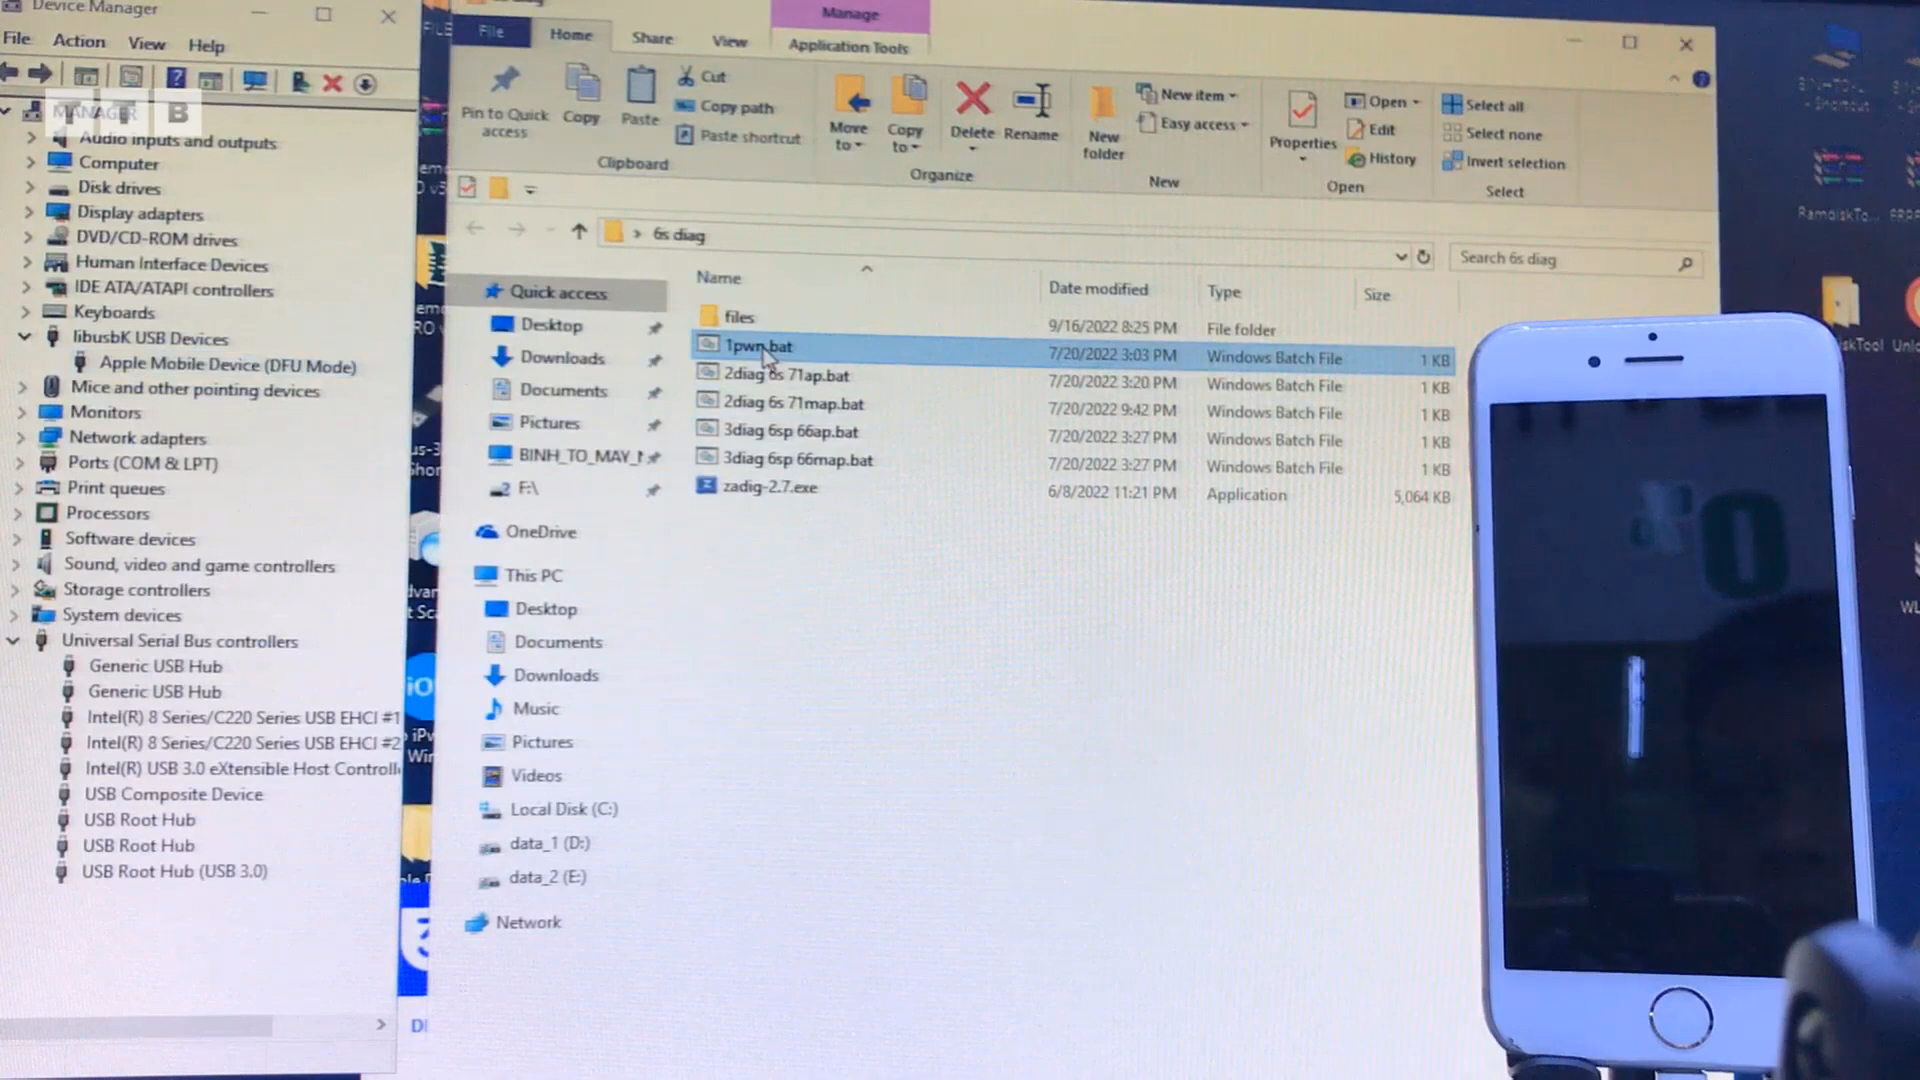 Device Manager
File Action View Help
MANAGER
TTB
Audio inputs and outputs
Computer
Disk drives
Display adapters
DVD/CD-ROM drives
Human Interface Devices
IDE ATA/ATAPI controllers
Keyboards
libusbK USB Devices
Apple Mobile Device (DFU Mode)
Mice and other pointing devices
Monitors
Network adapters
Ports (COM & LPT)
Print queues
Processors
Software devices
Sound, video and game controllers
Storage controllers
System devices
Universal Serial Bus controllers
Generic USB Hub
Generic USB Hub
Intel(R) 8 Series/C220 Series USB EHCI #1
Intel(R) 8 Series/C220 Series USB EHCI #2
Intel(R) USB 3.0 eXtensible Host Controll
USB Composite Device
USB Root Hub
USB Root Hub
USB Root Hub (USB 3.0)
Manage
File Home Share View Application Tools
Pin to Quick access
Copy
Paste
Cut
Copy path
Paste shortcut
Clipboard
Move to
Copy to
Delete
Rename
Organize
New folder
New item
Easy access
New
Properties
Open
Edit
History
Open
Select all
Select none
Invert selection
Select
6s diag
Search 6s diag
Name Date modified Type Size
files 9/16/2022 8:25 PM File folder
1pwn.bat 7/20/2022 3:03 PM Windows Batch File 1 KB
2diag 6s 71ap.bat 7/20/2022 3:20 PM Windows Batch File 1 KB
2diag 6s 71map.bat 7/20/2022 9:42 PM Windows Batch File 1 KB
3diag 6sp 66ap.bat 7/20/2022 3:27 PM Windows Batch File 1 KB
3diag 6sp 66map.bat 7/20/2022 3:27 PM Windows Batch File 1 KB
zadig-2.7.exe 6/8/2022 11:21 PM Application 5,064 KB
Quick access
Desktop
Downloads
Documents
Pictures
BINH_TO_MAY_
F:\
OneDrive
This PC
Desktop
Documents
Downloads
Music
Pictures
Videos
Local Disk (C:)
data_1 (D:)
data_2 (E:)
Network